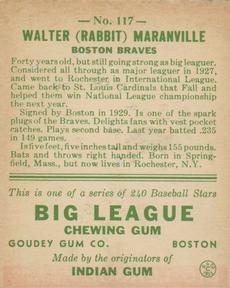 No. 117
WALTER (RABBIT) MARANVILLE
BOSTON BRAVES
Forty years old, but still going strong as big leaguer.
Considered all through as major leaguer in 1927,
and went to Rochester in International League.
Came back to St. Louis Cardinals that Fall and
helped them win National League championship
the next year.
Signed by Boston in 1929. Is one of the spark
plugs of the Braves. Delights fans with vest pocket
catches. Plays second base. Last year batted .235
in 149 games.
Is five feet, five inches tall and weighs 155 pounds.
Bats and throws right handed. Born in Spring-
field, Mass., but now lives in Rochester, N.Y.
This is one of a series of 240 Baseball Stars
BIG LEAGUE
CHEWING GUM
GOUDEY GUM CO. BOSTON
Made by the originators of
INDIAN GUM